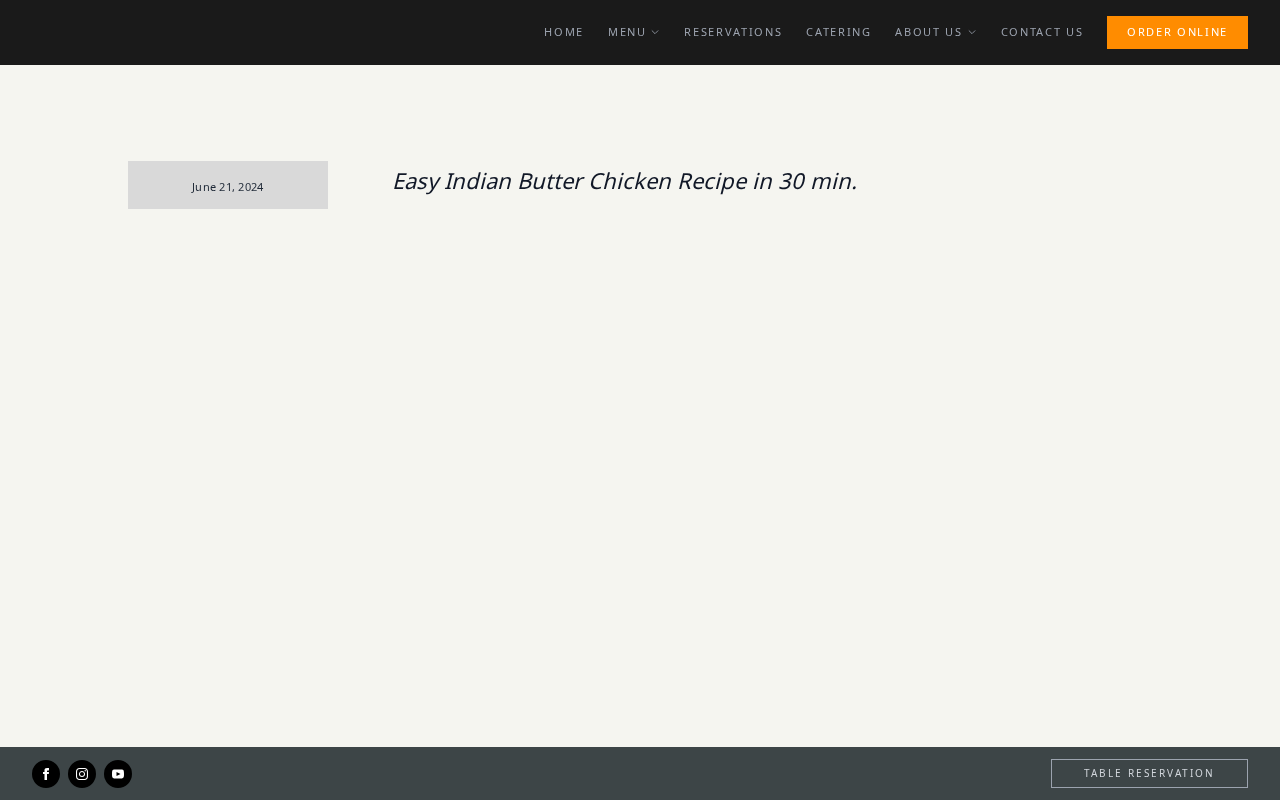 HOME MENU RESERVATIONS CATERING ABOUT US CONTACT US ORDER ONLINE
June 21, 2024
Easy Indian Butter Chicken Recipe in 30 min.
TABLE RESERVATION